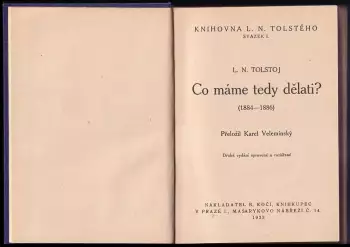 KNIHOVNA L. N. TOLSTÉHO
SVAZEK I.
L. N. TOLSTOJ
Co máme tedy dělati?
(1884—1886)
Přeložil Karel Velemínský
Druhé vydání opravené a rozšířené
NAKLADATEL B. KOČÍ, KNIHKUPEC
V PRAZE I., MASARYKOVO NÁBŘEŽÍ Č. 14